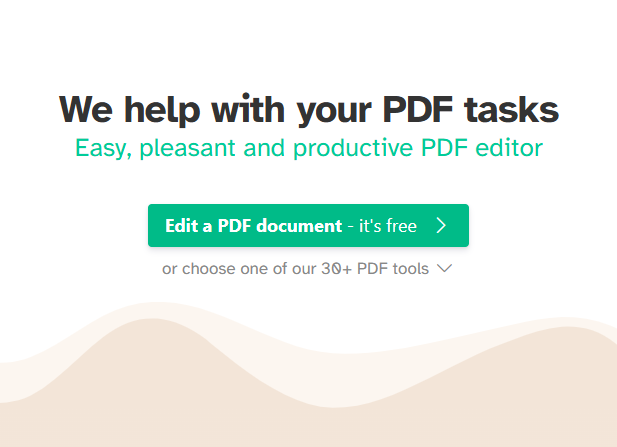 We help with your PDF tasks
Easy, pleasant and productive PDF editor
Edit a PDF document - it's free
or choose one of our 30+ PDF tools